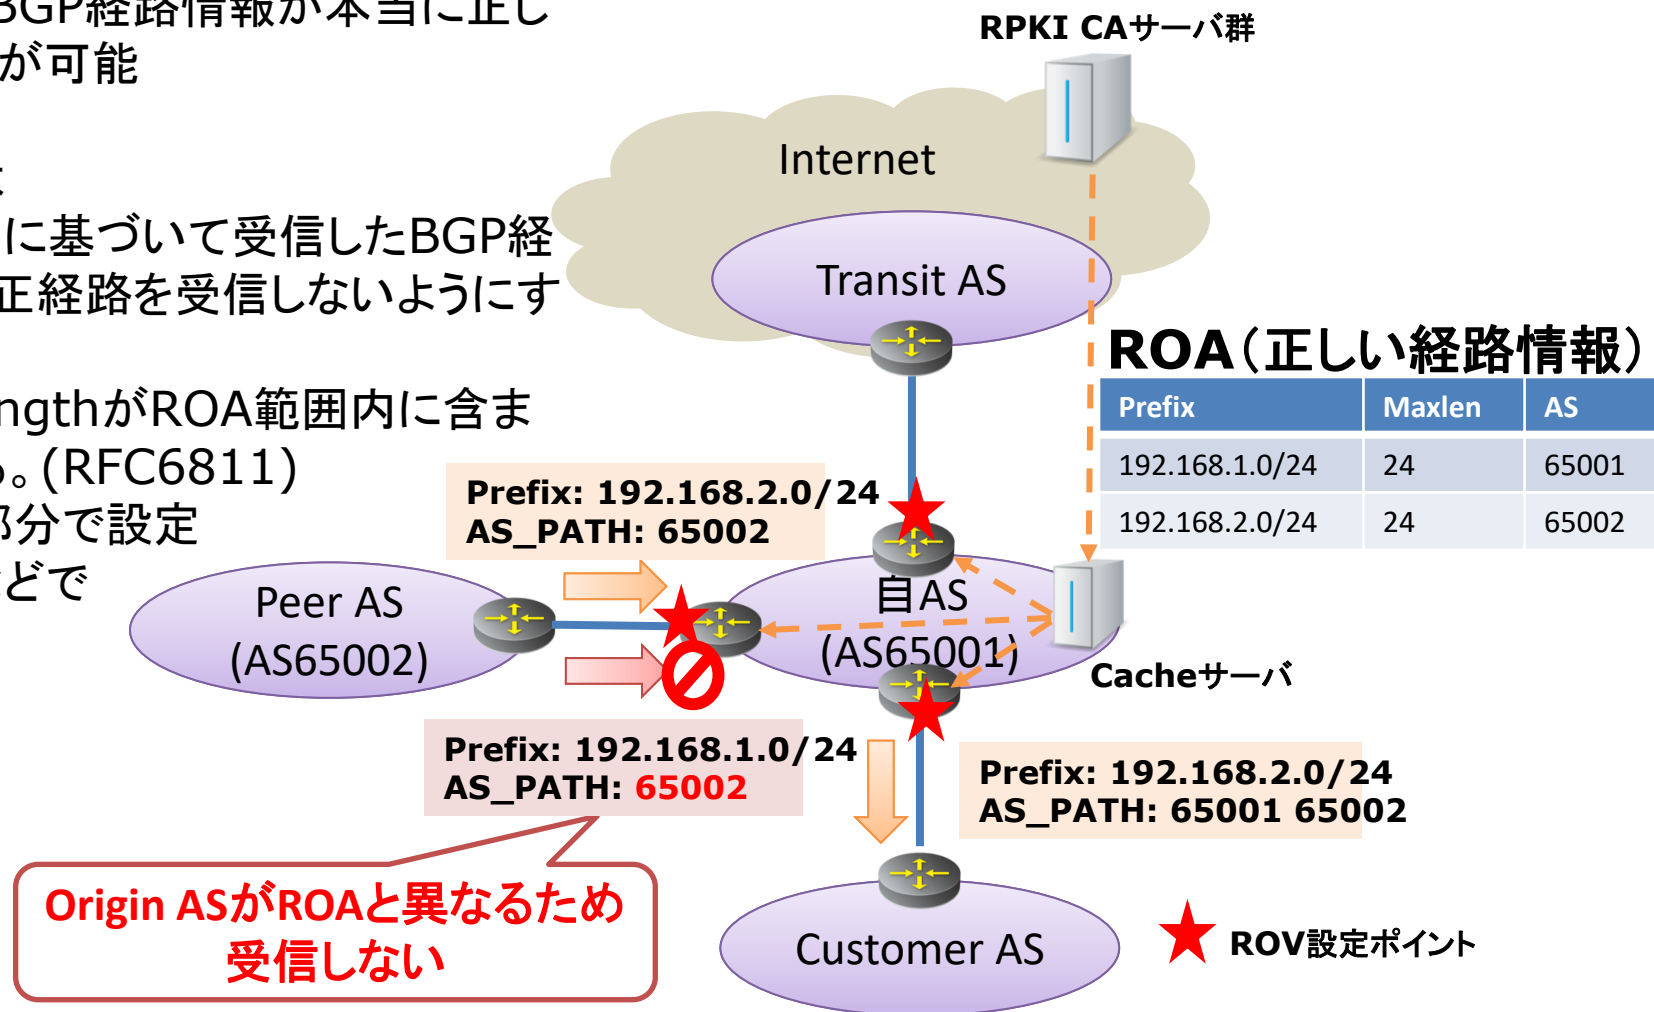 BGP経路情報が本当に正し
が可能
に基づいて受信したBGP経
正経路を受信しないようにす
ngthがROA範囲内に含ま
。(RFC6811)
部分で設定
どで
RPKI CAサーバ群
Internet
Transit AS
ROA(正しい経路情報)
Prefix Maxlen AS
192.168.1.0/24 24 65001
192.168.2.0/24 24 65002
Prefix: 192.168.2.0/24
AS_PATH: 65002
Peer AS
(AS65002)
自AS
(AS65001)
Cacheサーバ
Prefix: 192.168.1.0/24
AS_PATH: 65002
Prefix: 192.168.2.0/24
AS_PATH: 65001 65002
Origin ASがROAと異なるため
受信しない
Customer AS
ROV設定ポイント